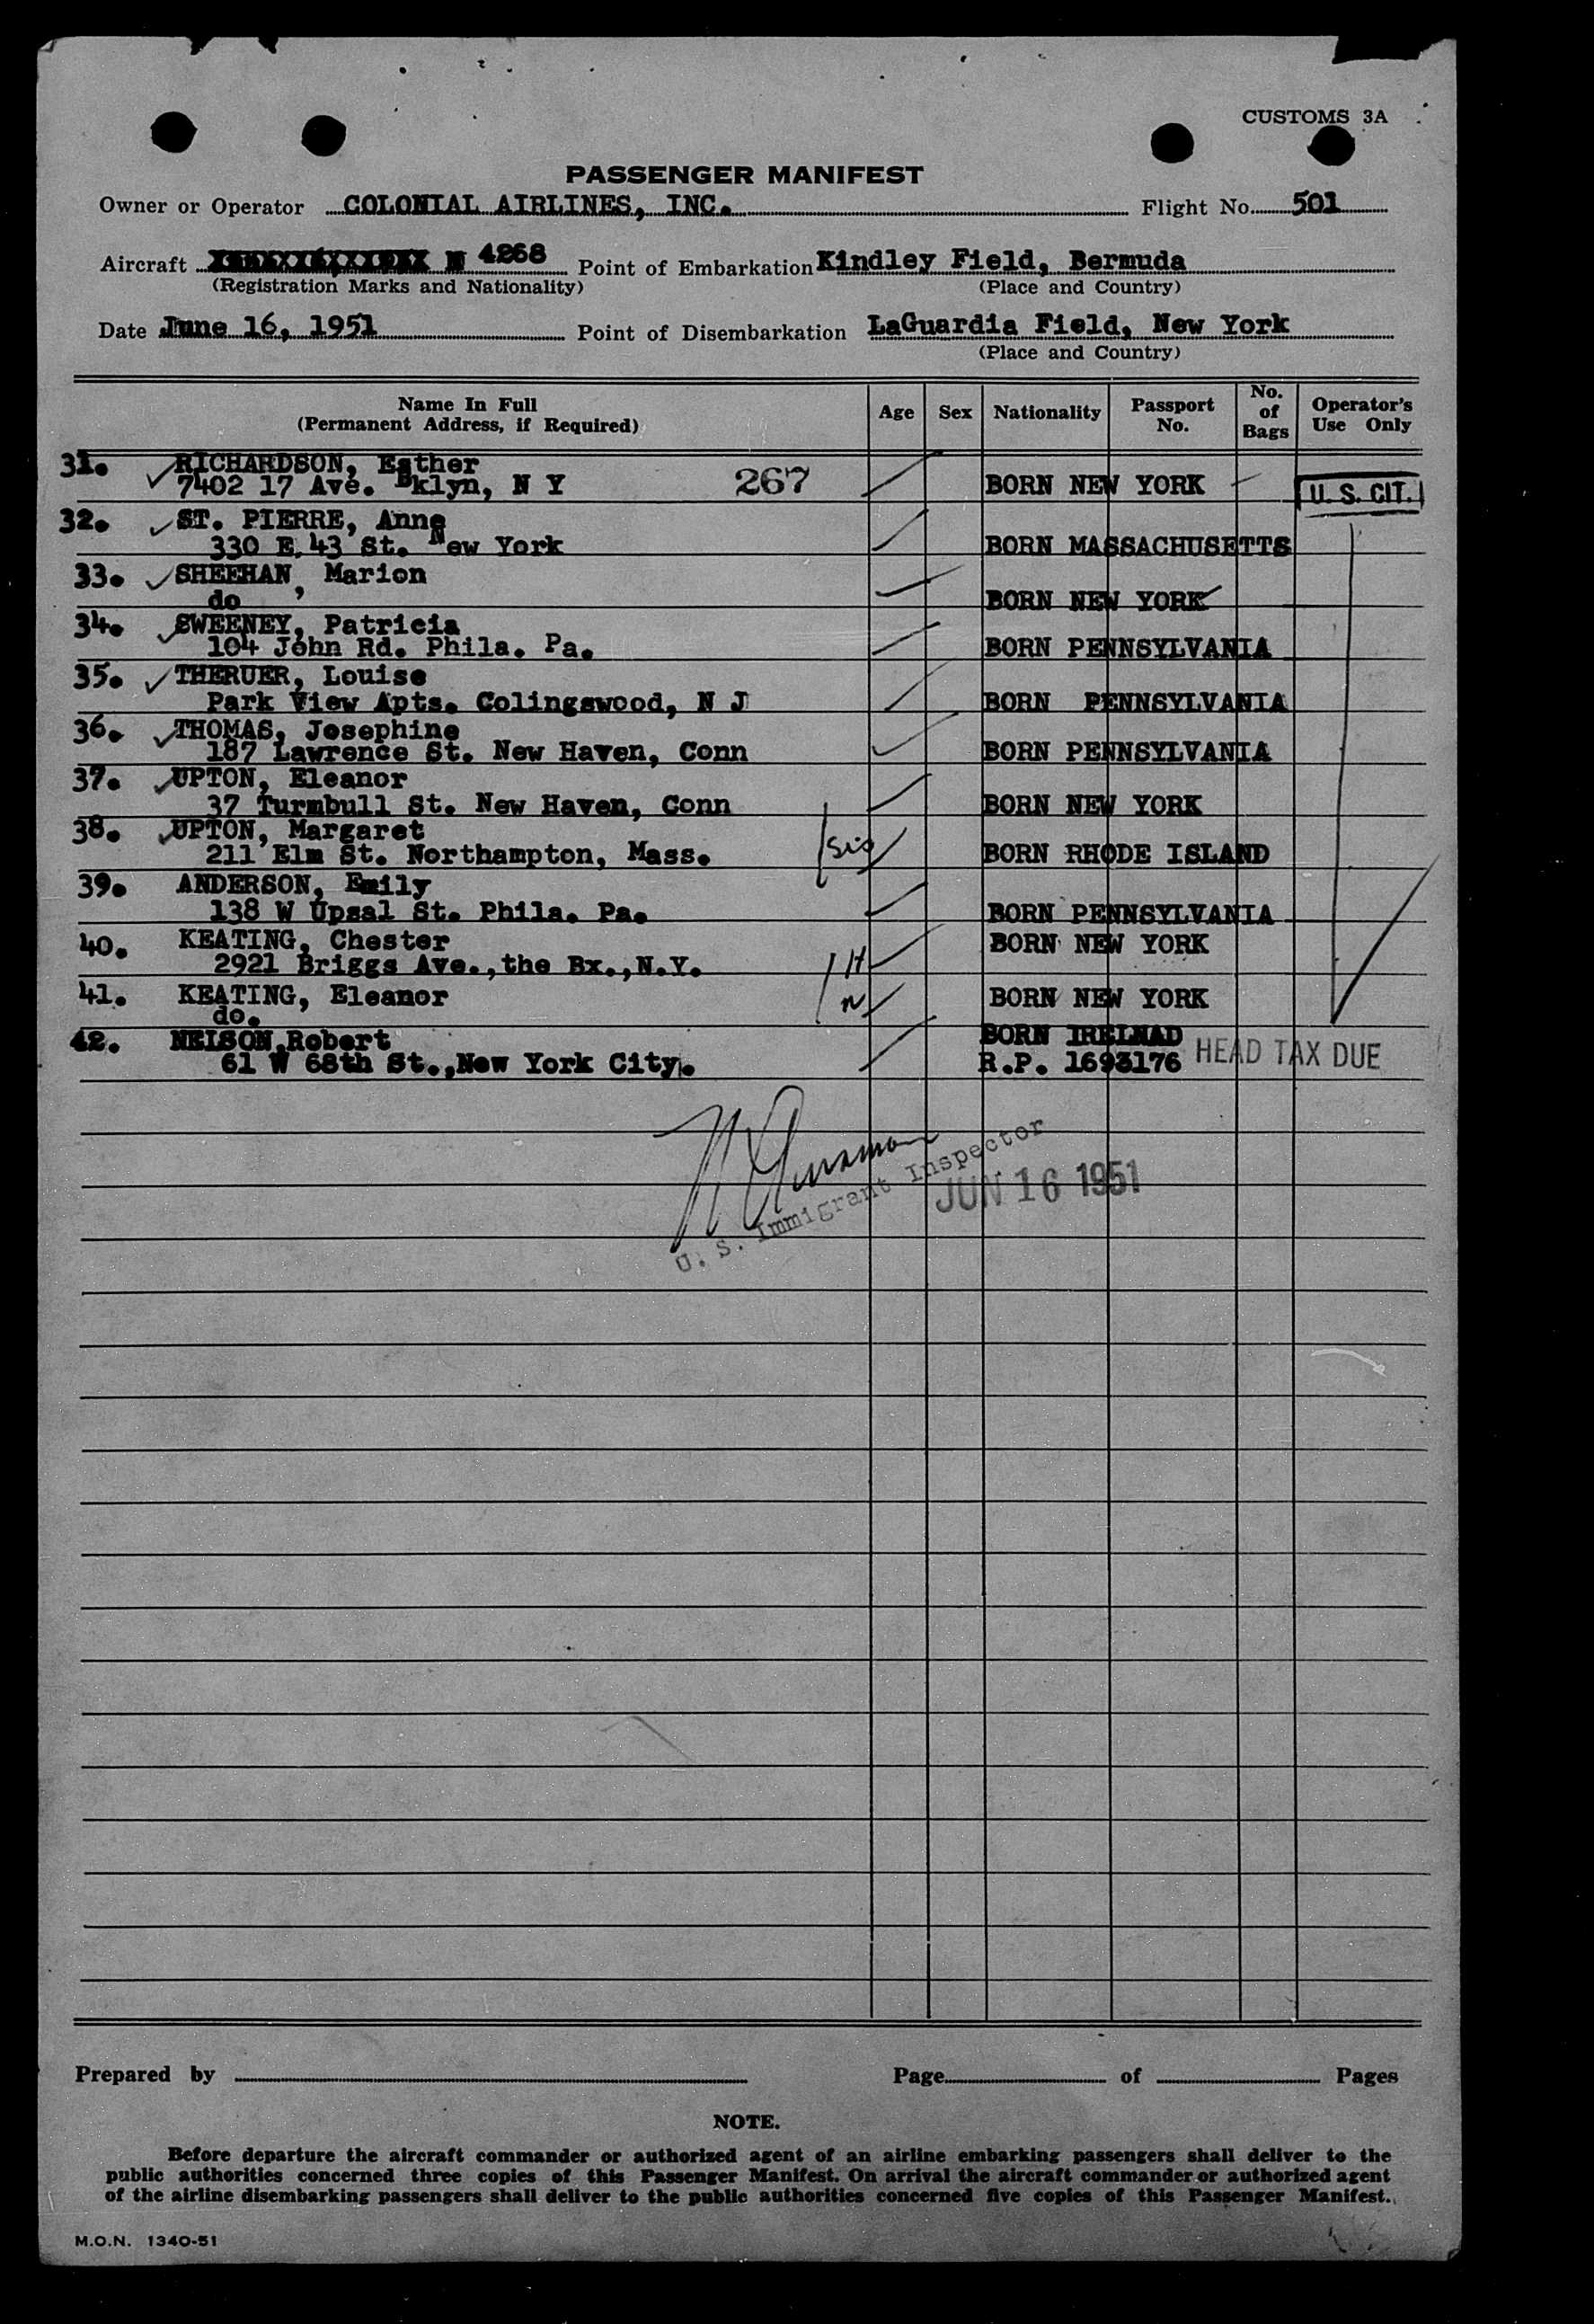 CUSTOMS 3A
PASSENGER MANIFEST
Owner or Operator COLONIAL AIRLINES, INC. Flight No. 501
Aircraft N 4268 Point of Embarkation Kindley Field, Bermuda
(Registration Marks and Nationality) (Place and Country)
Date June 16, 1951 Point of Disembarkation LaGuardia Field, New York
(Place and Country)
Name In Full (Permanent Address, if Required) Age Sex Nationality Passport No. No. of Bags Operator's Use Only
31. RICHARDSON, Esther
7402 17 Ave. Bklyn, N Y 267 BORN NEW YORK U. S. CIT.
32. ST. PIERRE, Anne
330 E. 43 St. New York BORN MASSACHUSETTS
33. SHEEHAN, Marion
do BORN NEW YORK
34. SWEENEY, Patricia
104 John Rd. Phila. Pa. BORN PENNSYLVANIA
35. THERUER, Louise
Park View Apts. Colingswood, N J BORN PENNSYLVANIA
36. THOMAS, Josephine
187 Lawrence St. New Haven, Conn BORN PENNSYLVANIA
37. UPTON, Eleanor
37 Turmbull St. New Haven, Conn BORN NEW YORK
38. UPTON, Margaret
211 Elm St. Northampton, Mass. Sis BORN RHODE ISLAND
39. ANDERSON, Emily
138 W Upsal St. Phila. Pa. BORN PENNSYLVANIA
40. KEATING, Chester BORN NEW YORK
2921 Briggs Ave.,the Bx.,N.Y. H
41. KEATING, Eleanor BORN NEW YORK
do.
42. NEISON,Robert BORN IRELNAD
61 W 68th St.,New York City. R.P. 1693176 HEAD TAX DUE
U. S. Immigrant Inspector
JUN 16 1951
Prepared by Page of Pages
NOTE.
Before departure the aircraft commander or authorized agent of an airline embarking passengers shall deliver to the
public authorities concerned three copies of this Passenger Manifest. On arrival the aircraft commander or authorized agent
of the airline disembarking passengers shall deliver to the public authorities concerned five copies of this Passenger Manifest.
M.O.N. 1340-51